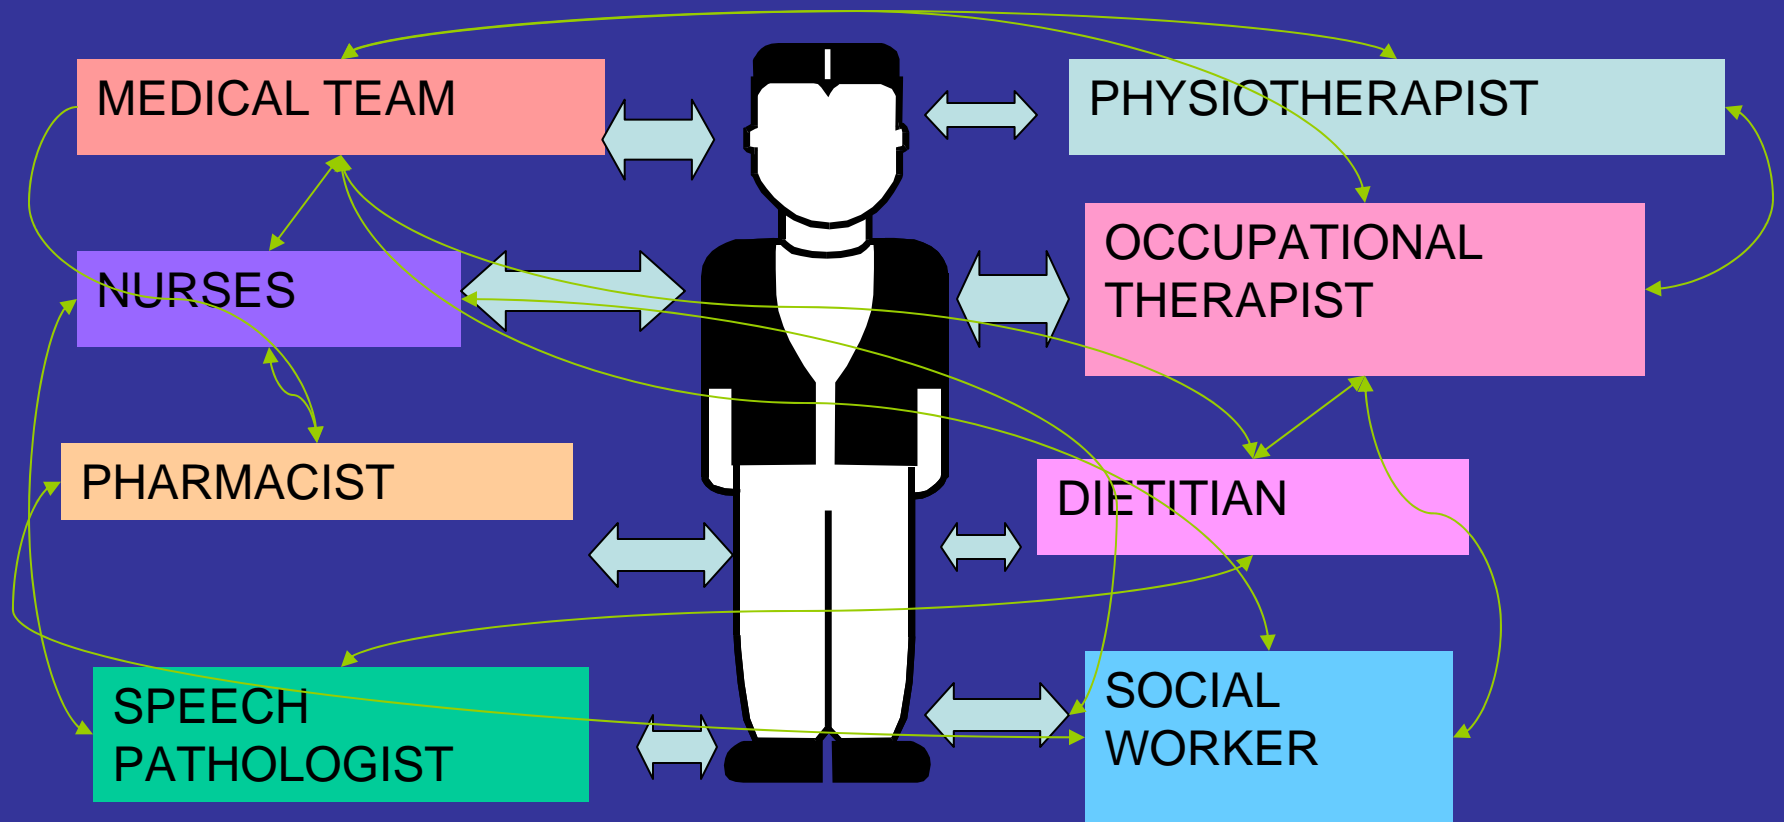 MEDICAL TEAM
PHYSIOTHERAPIST
NURSES
OCCUPATIONAL
THERAPIST
PHARMACIST
DIETITIAN
SPEECH
PATHOLOGIST
SOCIAL
WORKER